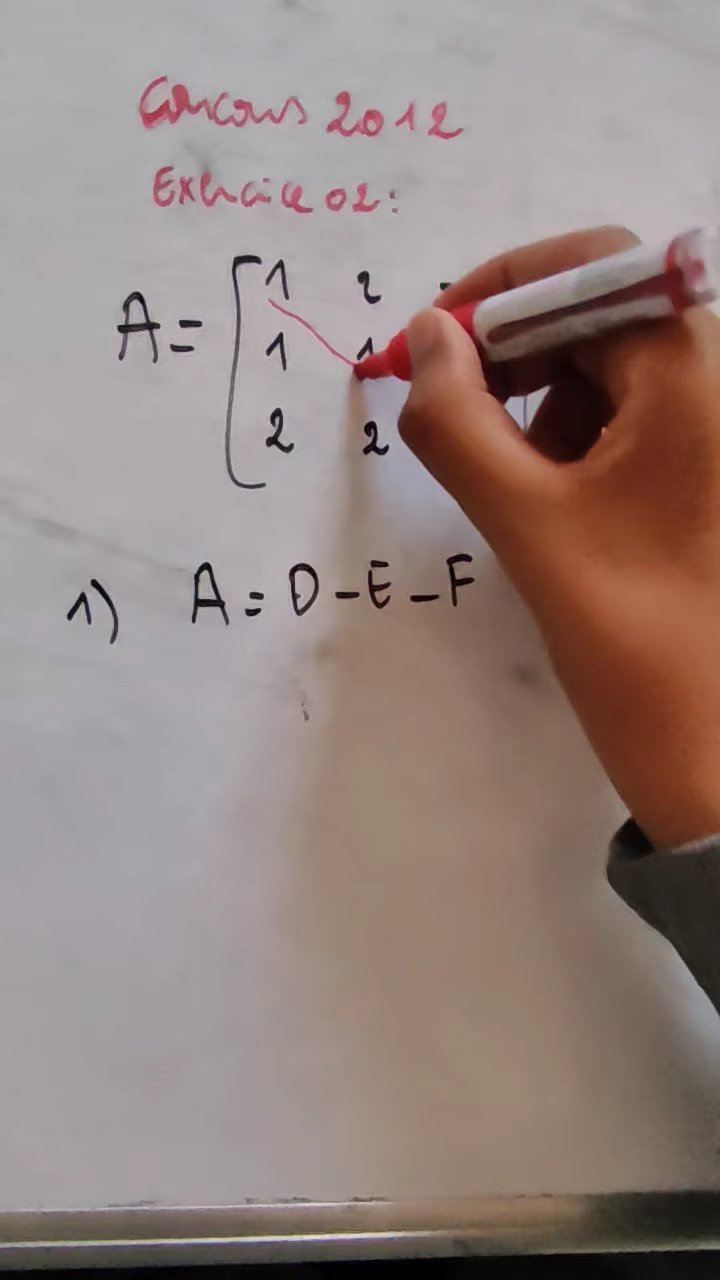 Concours 2012
Exercice 02:
A = [ 1 2 -
1 1
2 2
1) A = D - E - F